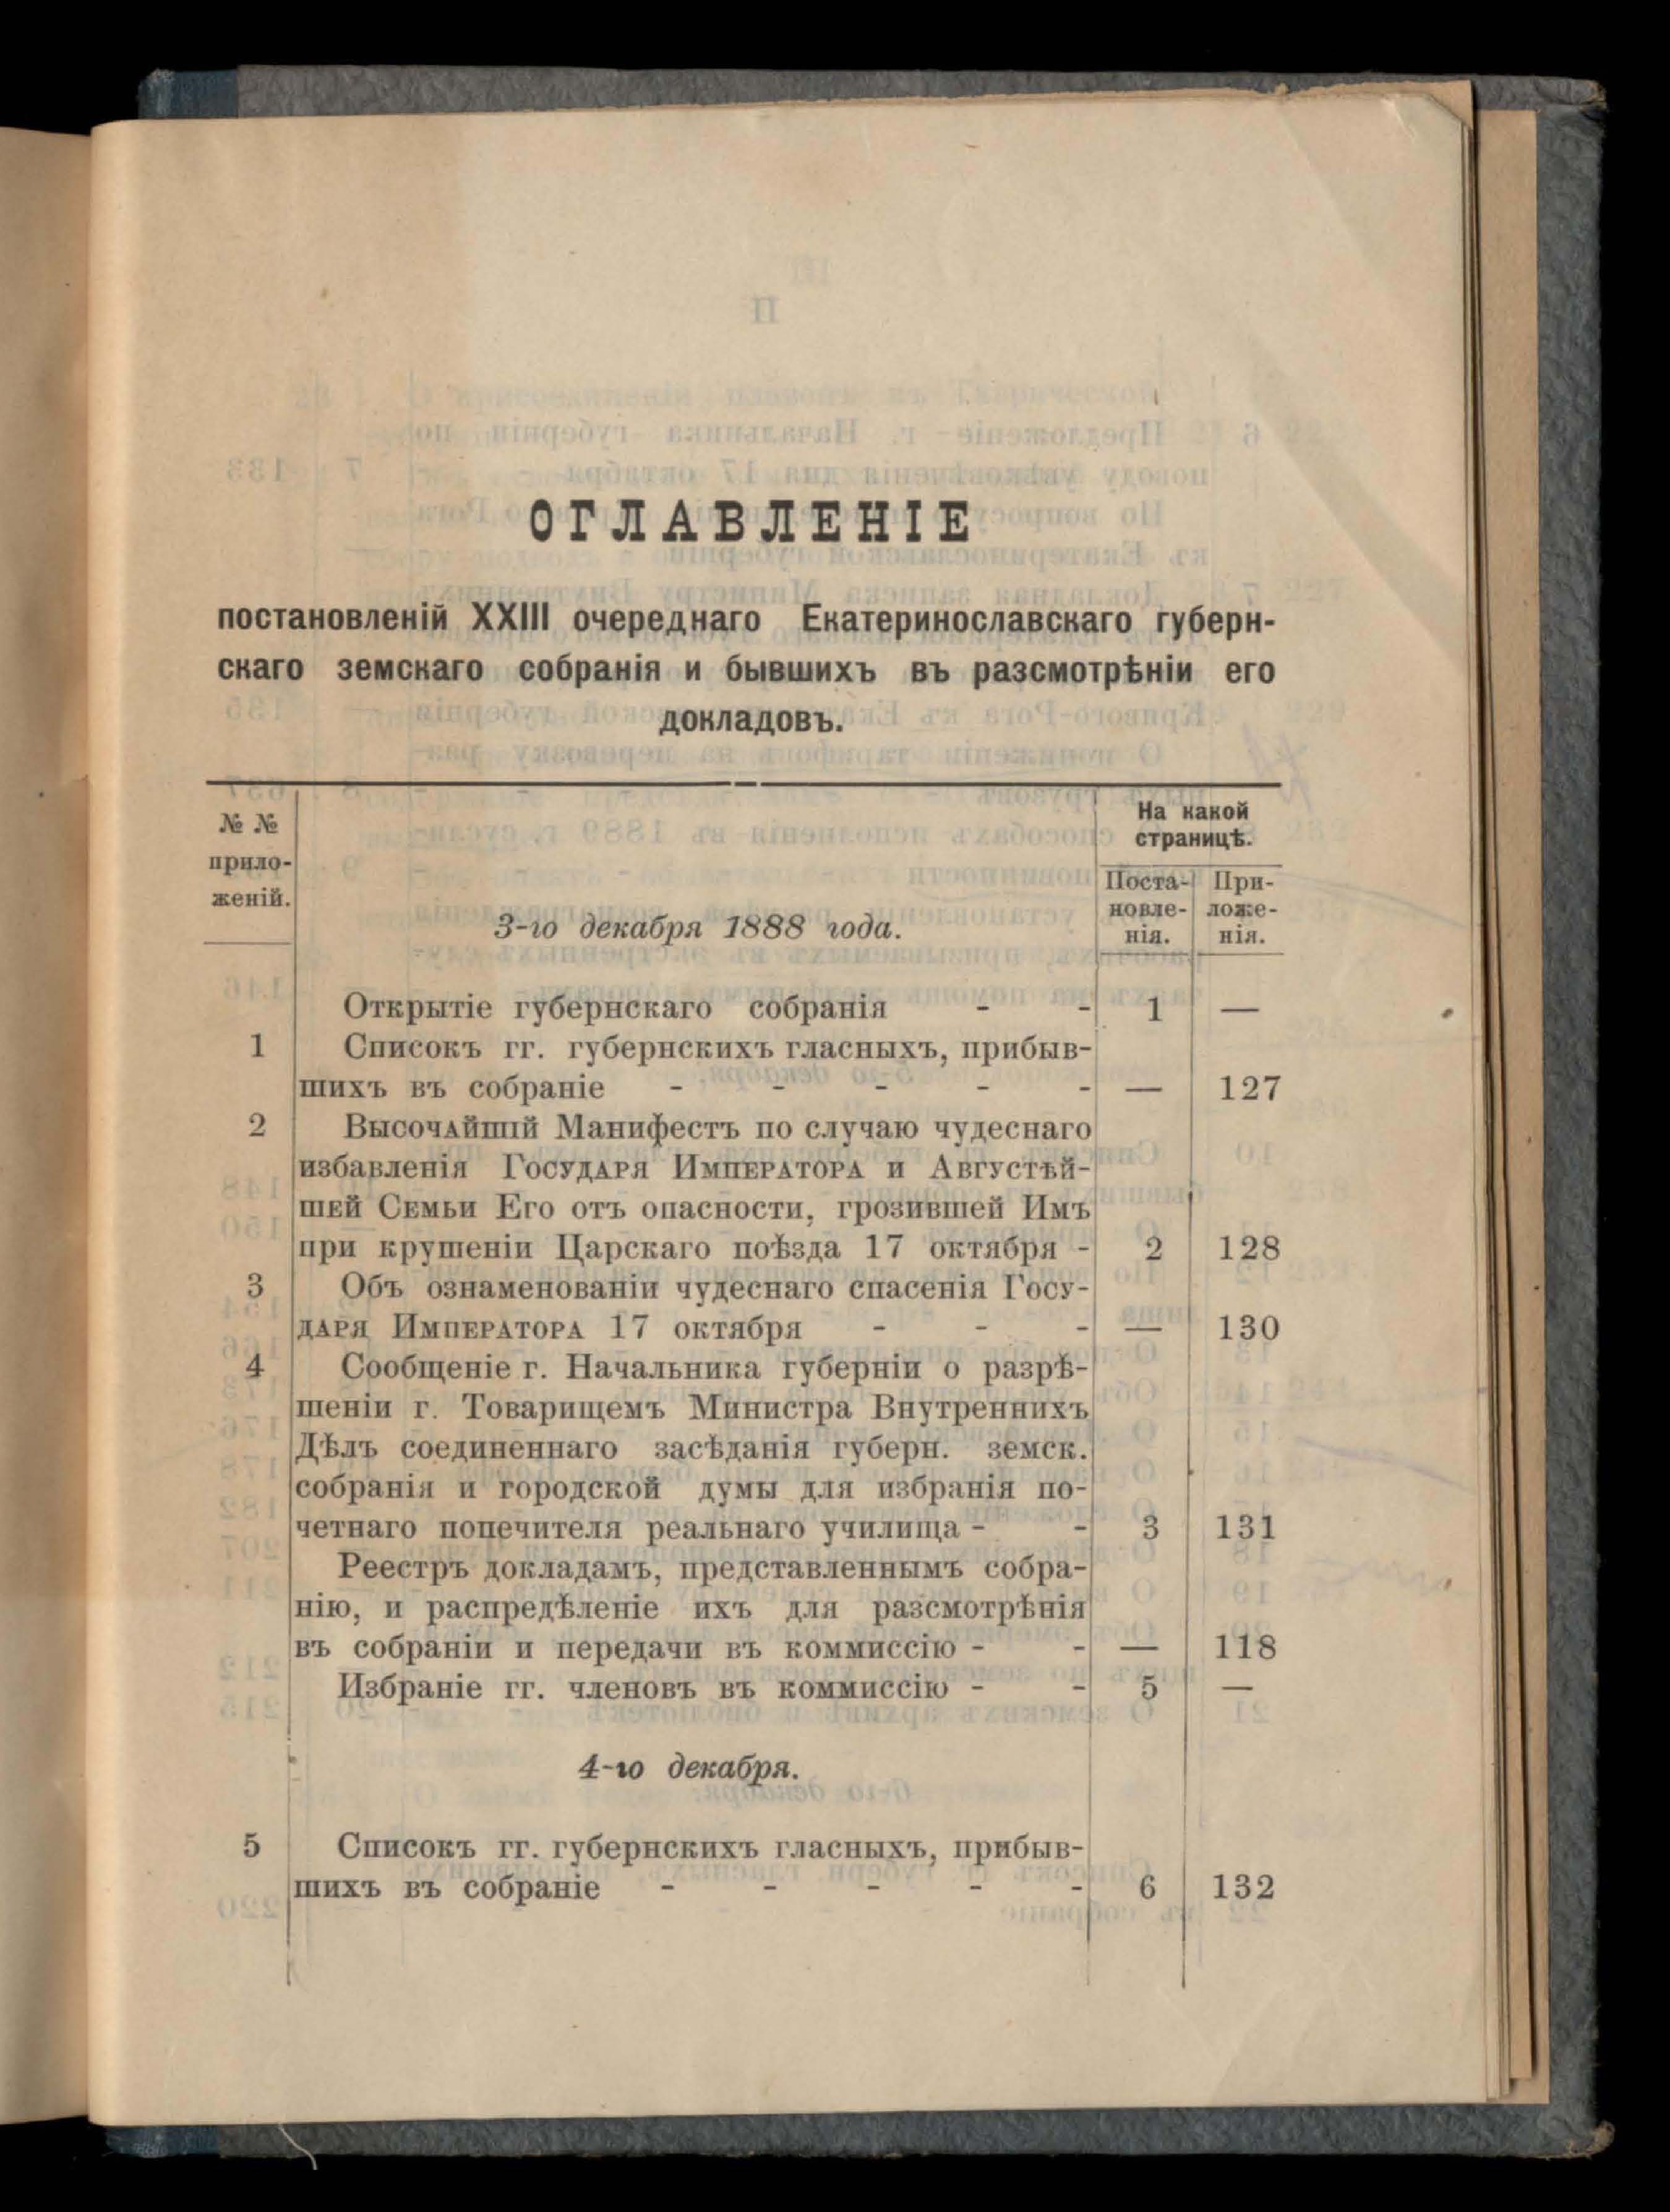 ОГЛАВЛЕНІЕ
постановленій XXIII очереднаго Екатеринославскаго губерн-
скаго земскаго собранія и бывшихъ въ разсмотрѣніи его
докладовъ.
№ №
прило-
женій.
На какой
страницѣ.
Поста-
новле-
нія.
При-
ложе-
нія.
3-го декабря 1888 года.
Открытіе губернскаго собранія - - 1 —
1 Списокъ гг. губернскихъ гласныхъ, прибыв-
шихъ въ собраніе - - - - - — 127
2 Высочайшій Манифестъ по случаю чудеснаго
избавленія Государя Императора и Августѣй-
шей Семьи Его отъ опасности, грозившей Имъ
при крушеніи Царскаго поѣзда 17 октября - 2 128
3 Объ ознаменованіи чудеснаго спасенія Госу-
даря Императора 17 октября - - - — 130
4 Сообщеніе г. Начальника губерніи о разрѣ-
шеніи г. Товарищемъ Министра Внутреннихъ
Дѣлъ соединеннаго засѣданія губерн. земск.
собранія и городской думы для избранія по-
четнаго попечителя реальнаго училища - - 3 131
Реестръ докладамъ, представленнымъ собра-
нію, и распредѣленіе ихъ для разсмотрѣнія
въ собраніи и передачи въ коммиссію - - — 118
Избраніе гг. членовъ въ коммиссію - - 5 —
4-го декабря.
5 Списокъ гг. губернскихъ гласныхъ, прибыв-
шихъ въ собраніе - - - - - 6 132